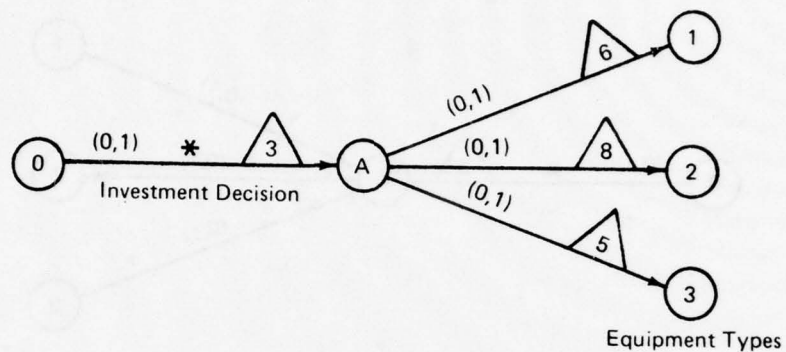 1
6
(0,1)
(0,1) * 3 A (0,1) 8 2
0
Investment Decision
(0,1)
5
3
Equipment Types